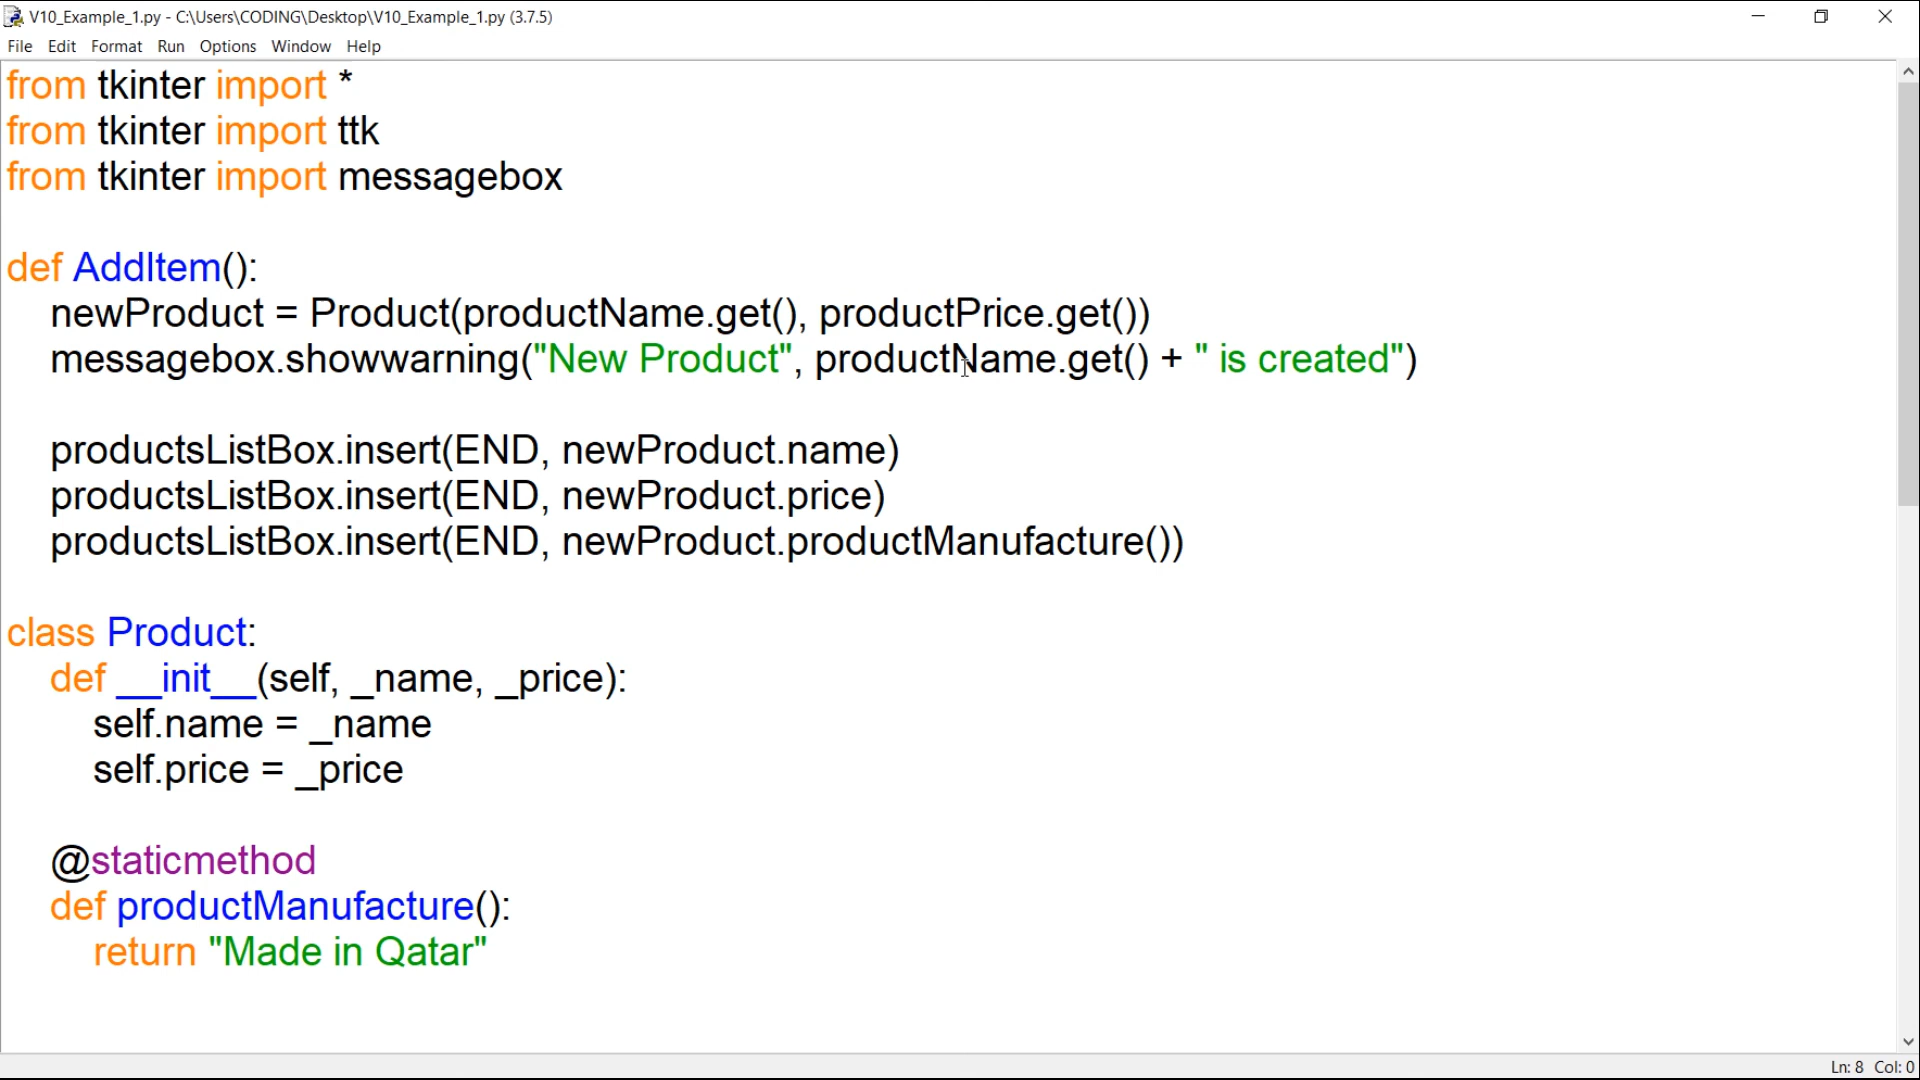 V10_Example_1.py - C:\Users\CODING\Desktop\V10_Example_1.py (3.7.5)
File Edit Format Run Options Window Help
from tkinter import *
from tkinter import ttk
from tkinter import messagebox
def AddItem():
newProduct = Product(productName.get(), productPrice.get())
messagebox.showwarning("New Product", productName.get() + " is created")
productsListBox.insert(END, newProduct.name)
productsListBox.insert(END, newProduct.price)
productsListBox.insert(END, newProduct.productManufacture())
class Product:
def __init__(self, _name, _price):
self.name = _name
self.price = _price
@staticmethod
def productManufacture():
return "Made in Qatar"
Ln: 8 Col: 0